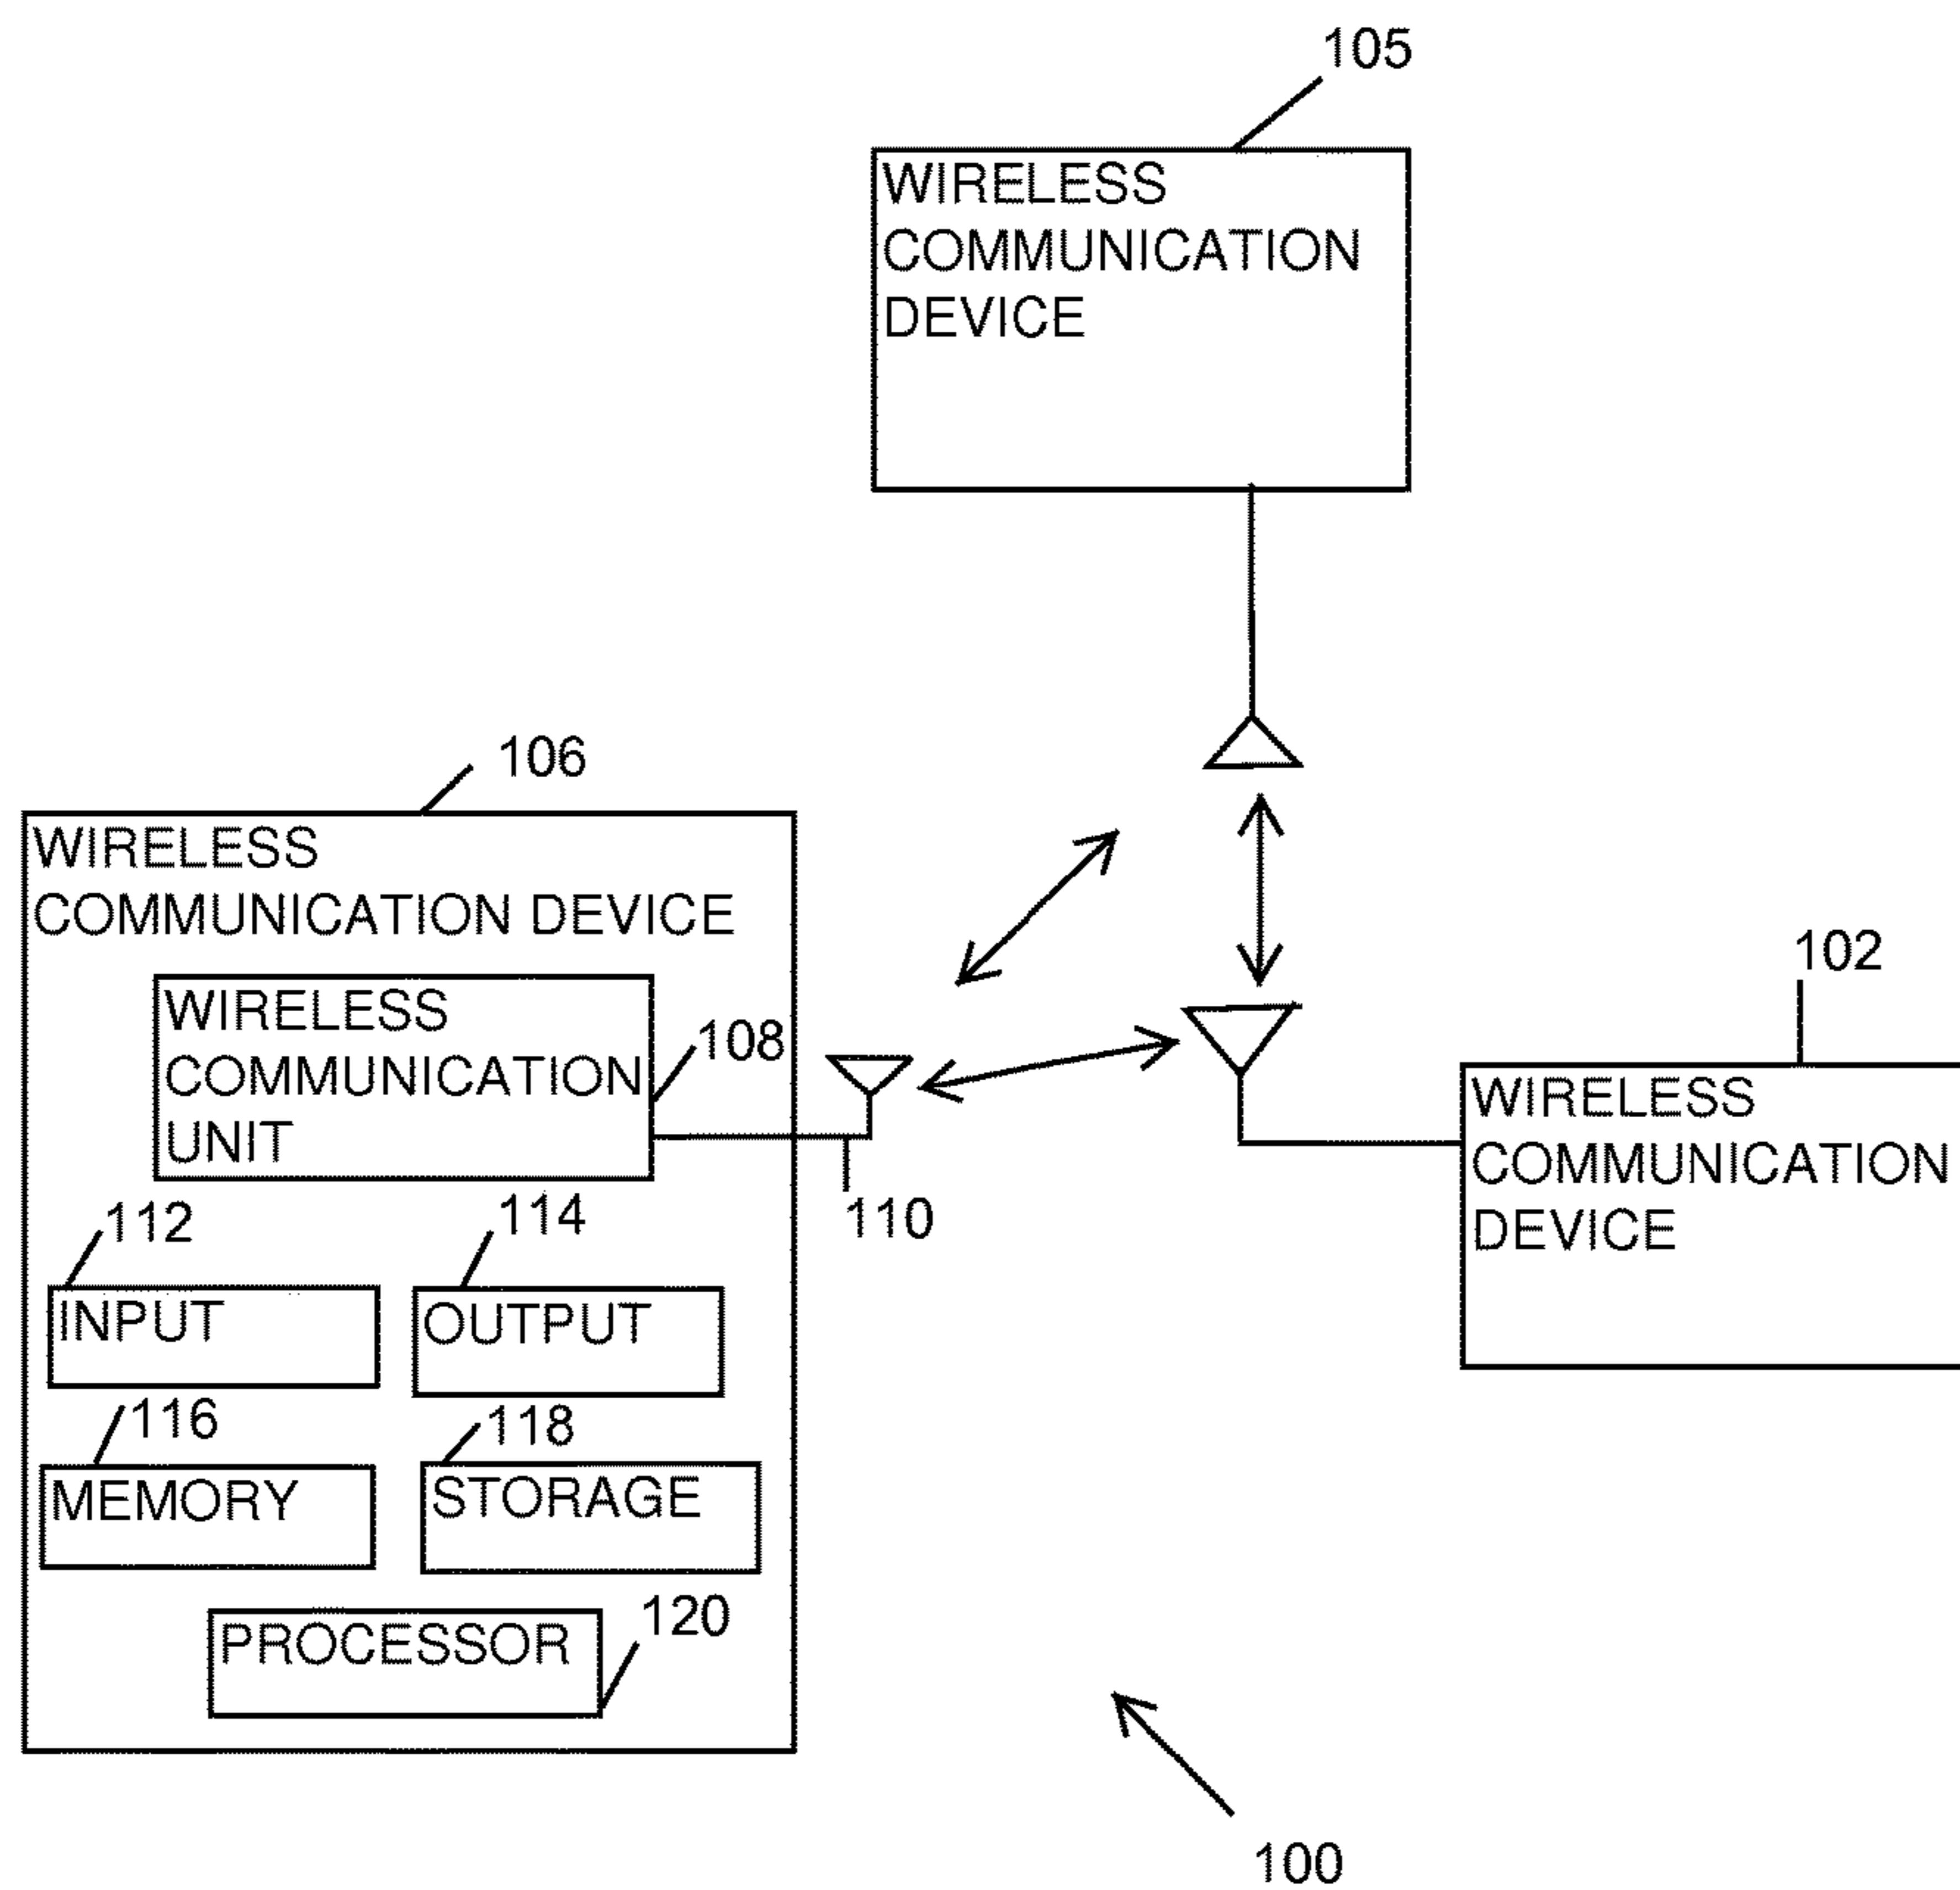 105
WIRELESS
COMMUNICATION
DEVICE
106
WIRELESS
COMMUNICATION DEVICE
WIRELESS
COMMUNICATION
UNIT
108
110
112
INPUT
114
OUTPUT
116
MEMORY
118
STORAGE
PROCESSOR
120
102
WIRELESS
COMMUNICATION
DEVICE
100